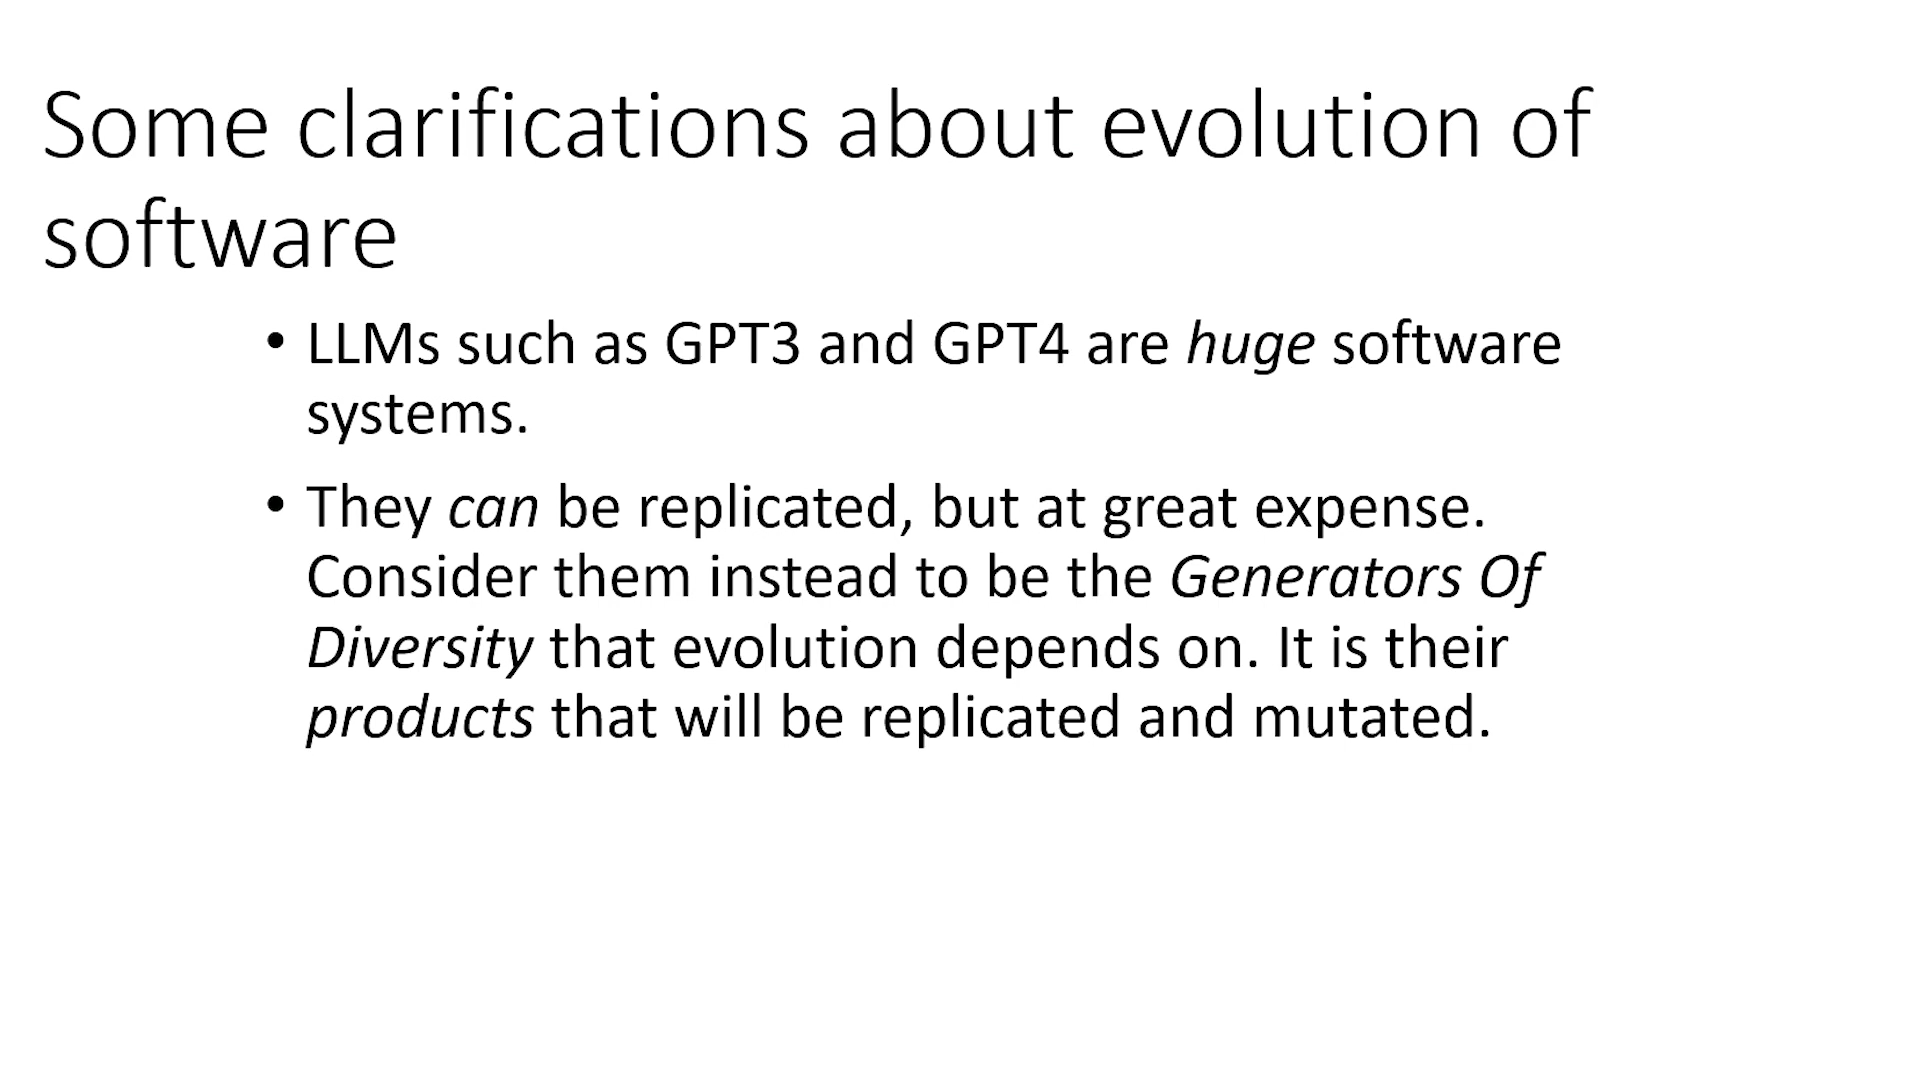 Some clarifications about evolution of
software
• LLMs such as GPT3 and GPT4 are huge software
systems.
• They can be replicated, but at great expense.
Consider them instead to be the Generators Of
Diversity that evolution depends on. It is their
products that will be replicated and mutated.